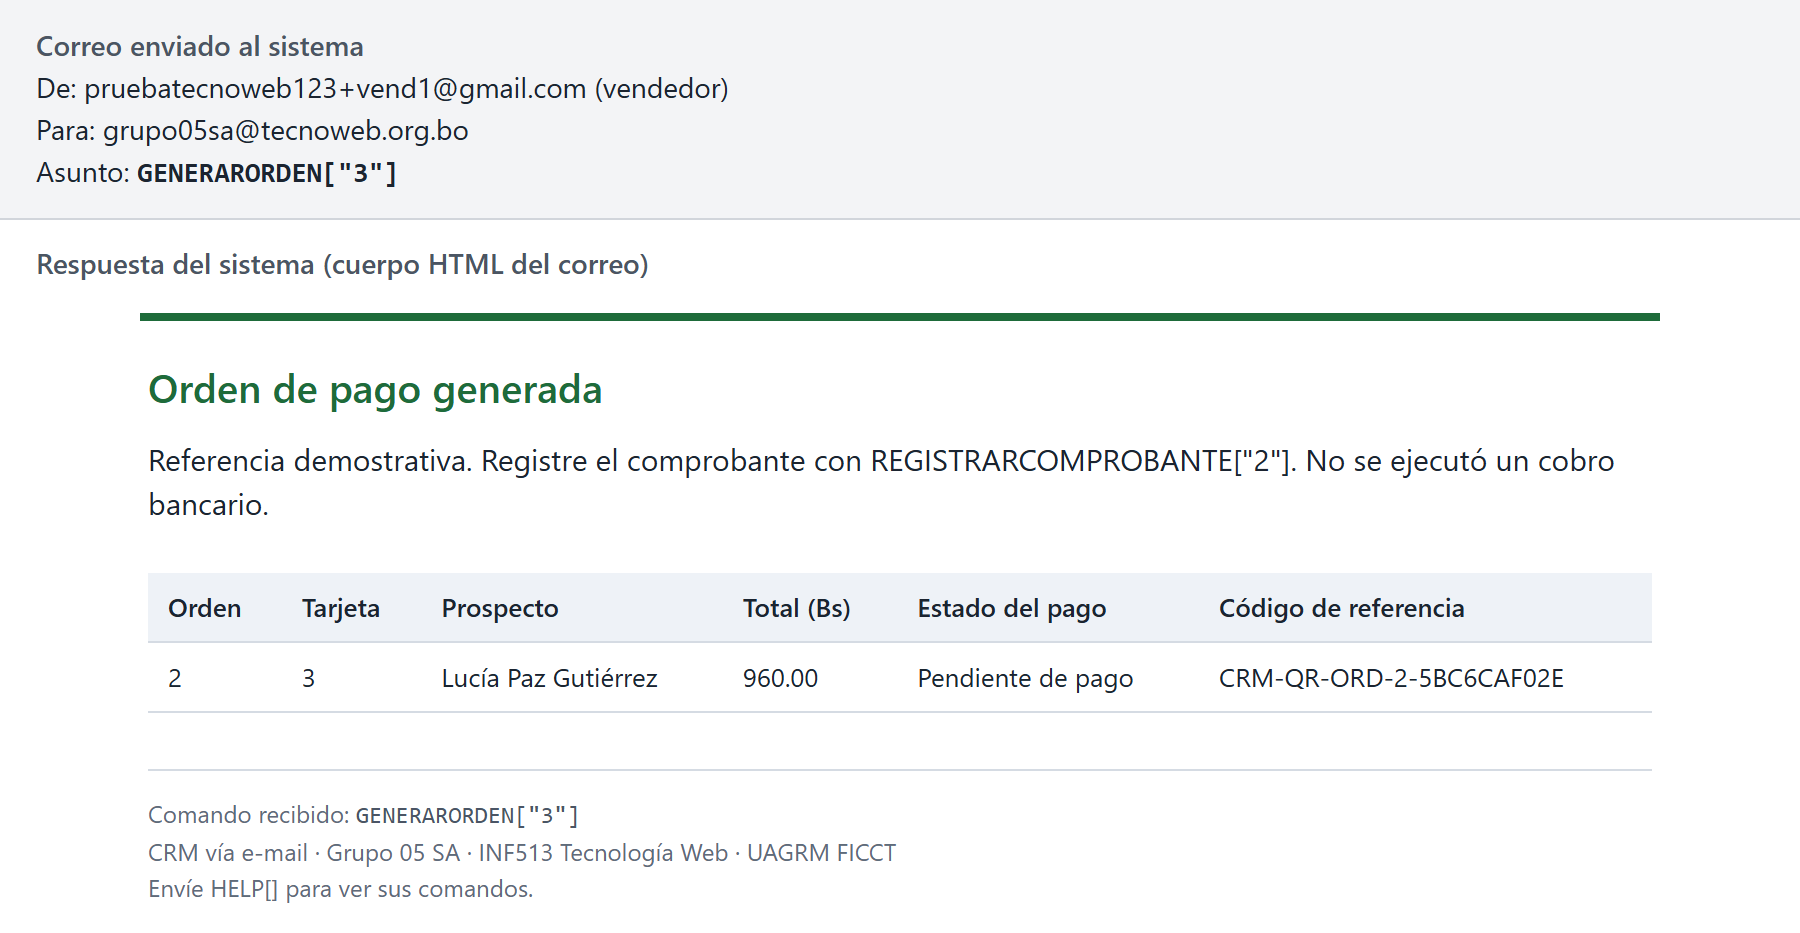 Correo enviado al sistema
De: pruebatecnoweb123+vend1@gmail.com (vendedor)
Para: grupo05sa@tecnoweb.org.bo
Asunto: GENERARORDEN["3"]
Respuesta del sistema (cuerpo HTML del correo)
Orden de pago generada
Referencia demostrativa. Registre el comprobante con REGISTRARCOMPROBANTE["2"]. No se ejecutó un cobro
bancario.
Orden Tarjeta Prospecto Total (Bs) Estado del pago Código de referencia
2 3 Lucía Paz Gutiérrez 960.00 Pendiente de pago CRM-QR-ORD-2-5BC6CAF02E
Comando recibido: GENERARORDEN["3"]
CRM vía e-mail · Grupo 05 SA · INF513 Tecnología Web · UAGRM FICCT
Envíe HELP[] para ver sus comandos.